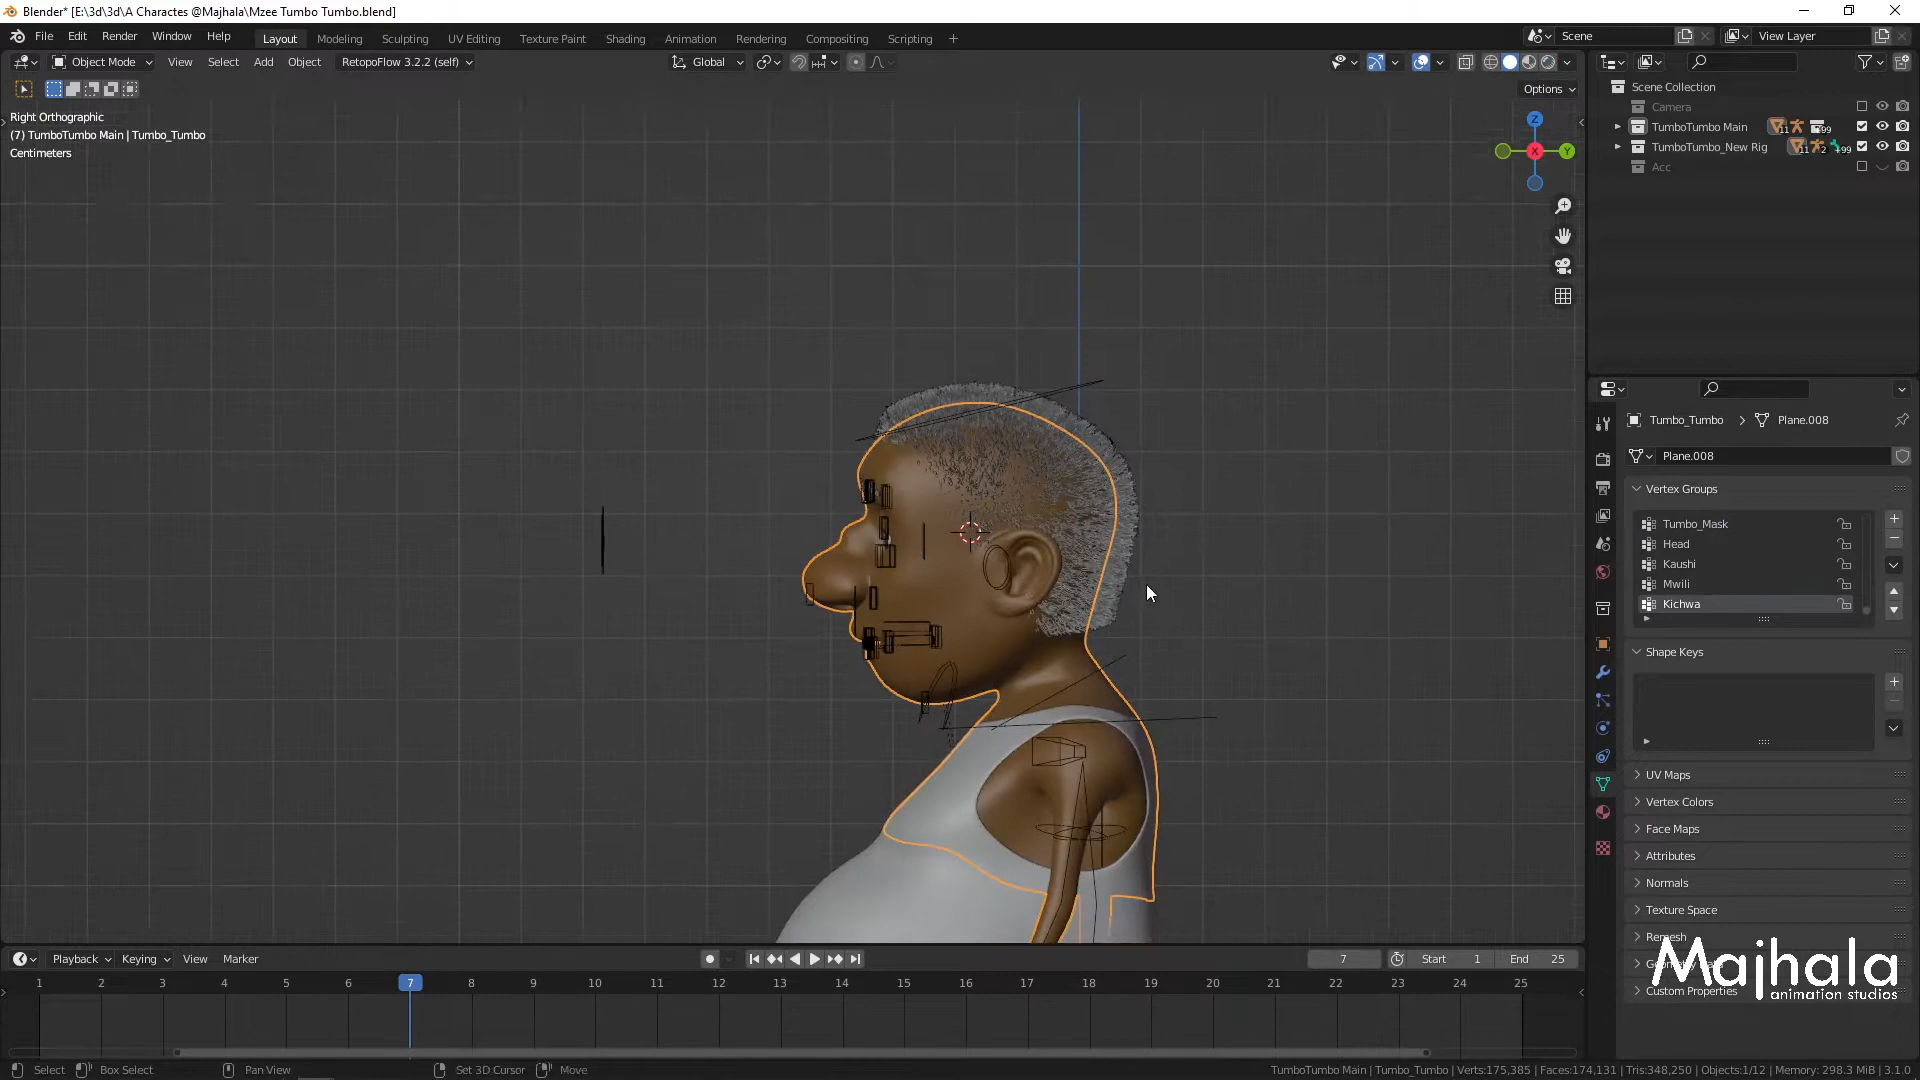 Blender* [E:\3d\3d\A Charactes @Majhala\Mzee Tumbo Tumbo.blend]
File Edit Render Window Help Layout Modeling Sculpting UV Editing Texture Paint Shading Animation Rendering Compositing Scripting + Scene View Layer
Object Mode View Select Add Object RetopoFlow 3.2.2 (self) Global
Options
Right Orthographic
(7) TumboTumbo Main | Tumbo_Tumbo
Centimeters
Z
X
Y
Scene Collection
Camera
TumboTumbo Main 11 +99
TumboTumbo_New Rig 11 2 +99
Acc
Tumbo_Tumbo > Plane.008
Plane.008
Vertex Groups
Tumbo_Mask
Head
Kaushi
Mwili
Kichwa
Shape Keys
UV Maps
Vertex Colors
Face Maps
Attributes
Normals
Texture Space
Remesh
Custom Properties
Majhala
animation studios
Playback Keying View Marker 7 Start 1 End 25
1 2 3 4 5 6 7 8 9 10 11 12 13 14 15 16 17 18 19 20 21 22 23 24 25
Select Box Select Pan View Set 3D Cursor Move TumboTumbo Main | Tumbo_Tumbo | Verts:175,385 | Faces:174,131 | Tris:348,250 | Objects:1/12 | Memory: 298.3 MiB | 3.1.0